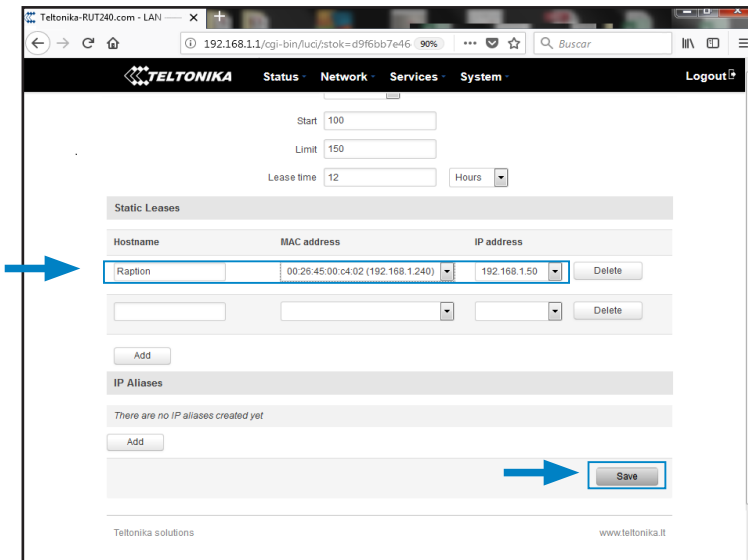 Teltonika-RUT240.com - LAN
192.168.1.1/cgi-bin/luci/;stok=d9f6bb7e46 90% Buscar
TELTONIKA Status Network Services System Logout
Start 100
Limit 150
Lease time 12 Hours
Static Leases
Hostname MAC address IP address
Raption 00:26:45:00:c4:02 (192.168.1.240) 192.168.1.50 Delete
Delete
Add
IP Aliases
There are no IP aliases created yet
Add
Save
Teltonika solutions www.teltonika.lt